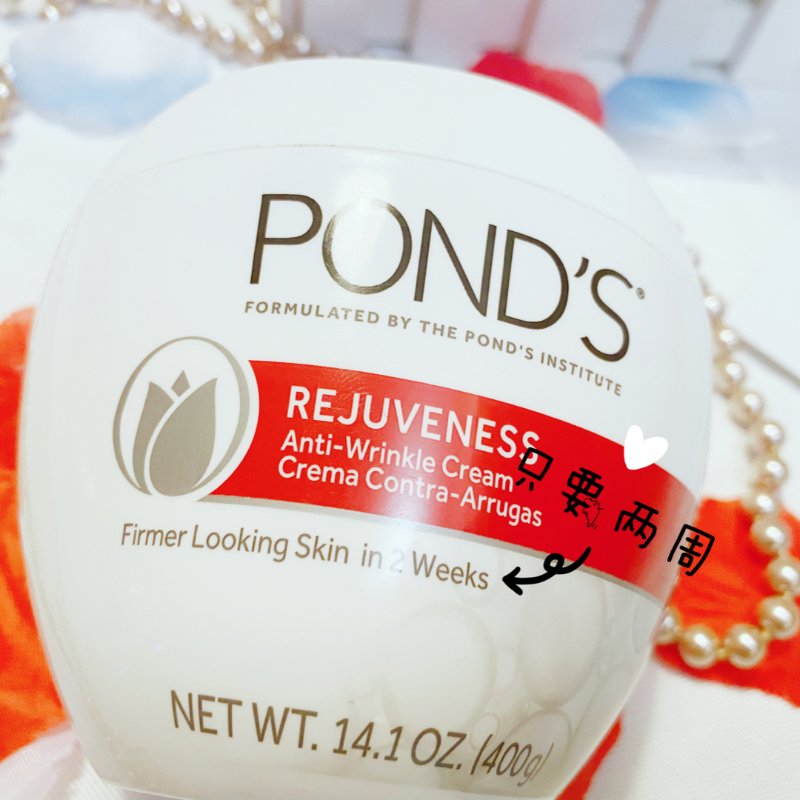 POND'S®
FORMULATED BY THE POND'S INSTITUTE
REJUVENESS
Anti-Wrinkle Cream
Crema Contra-Arrugas
只要两周
Firmer Looking Skin in 2 Weeks
NET WT. 14.1 OZ. (400g)